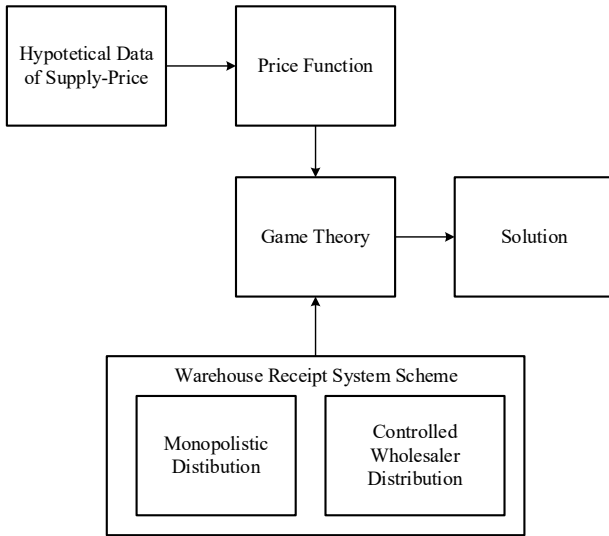 Hypotetical Data
of Supply-Price
Price Function
Game Theory
Solution
Warehouse Receipt System Scheme
Monopolistic
Distibution
Controlled
Wholesaler
Distribution